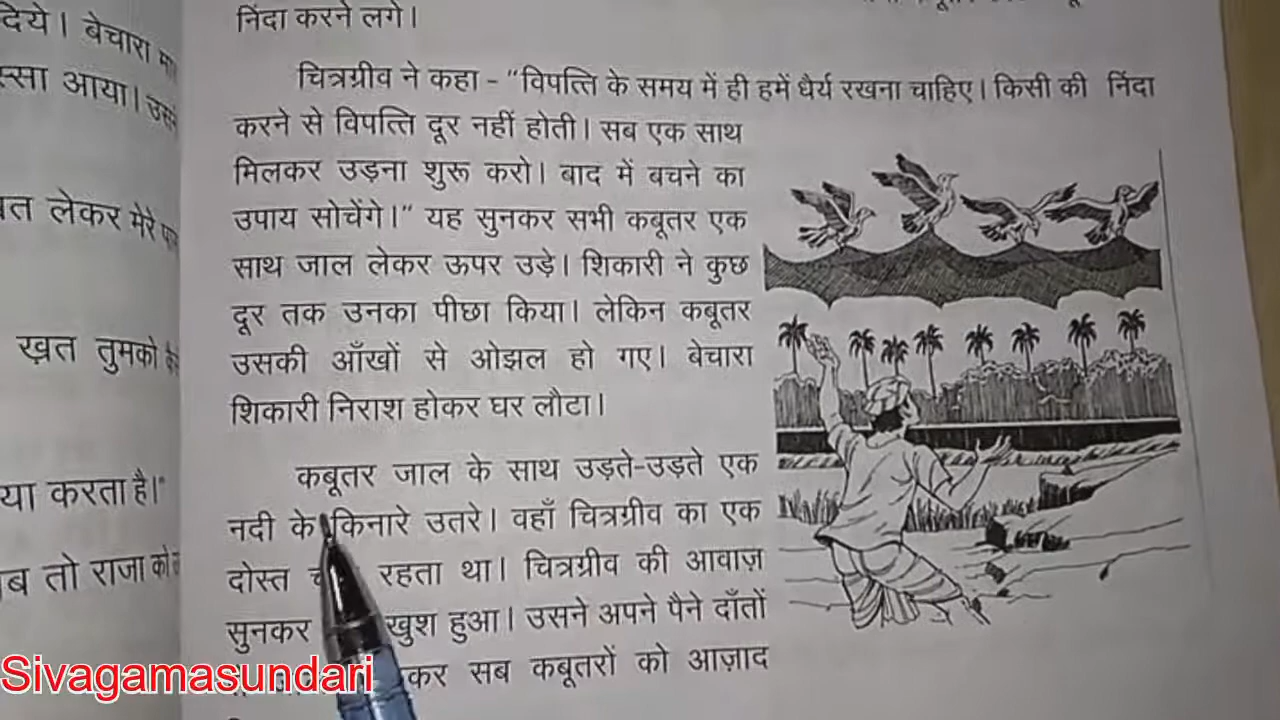 दिये। बेचारा
स्सा आया। उसने
लेकर मेरे पास
ख़त तुमको
या करता है।"
ब तो राजा को
निंदा करने लगे।
चित्रग्रीव ने कहा - "विपत्ति के समय में ही हमें धैर्य रखना चाहिए। किसी की निंदा
करने से विपत्ति दूर नहीं होती। सब एक साथ
मिलकर उड़ना शुरू करो। बाद में बचने का
उपाय सोचेंगे।" यह सुनकर सभी कबूतर एक
साथ जाल लेकर ऊपर उड़े। शिकारी ने कुछ
दूर तक उनका पीछा किया। लेकिन कबूतर
उसकी आँखों से ओझल हो गए। बेचारा
शिकारी निराश होकर घर लौटा।
कबूतर जाल के साथ उड़ते-उड़ते एक
नदी के किनारे उतरे। वहाँ चित्रग्रीव का एक
दोस्त रहता था। चित्रग्रीव की आवाज़
सुनकर खुश हुआ। उसने अपने पैने दाँतों
कर सब कबूतरों को आज़ाद
Sivagamasundari